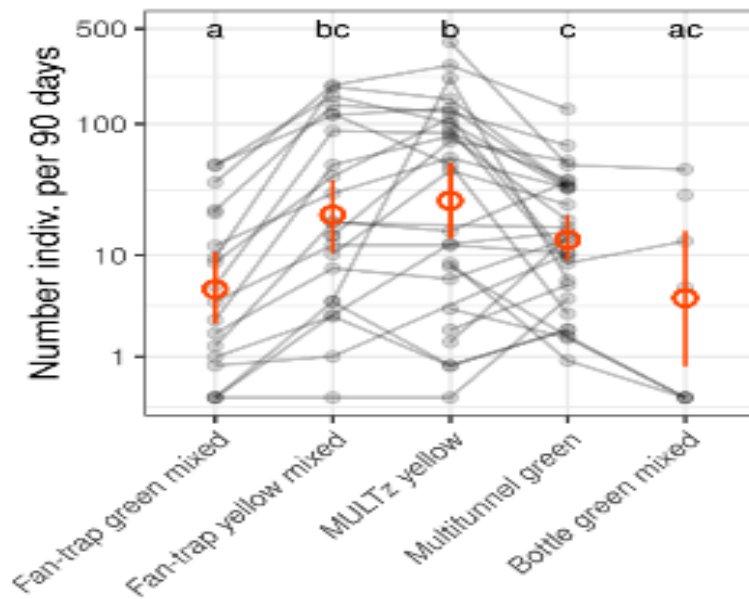 500
a bc b c ac
100
10
1
Number indiv. per 90 days
Fan-trap green mixed
Fan-trap yellow mixed
MULTz yellow
Multifunnel green
Bottle green mixed